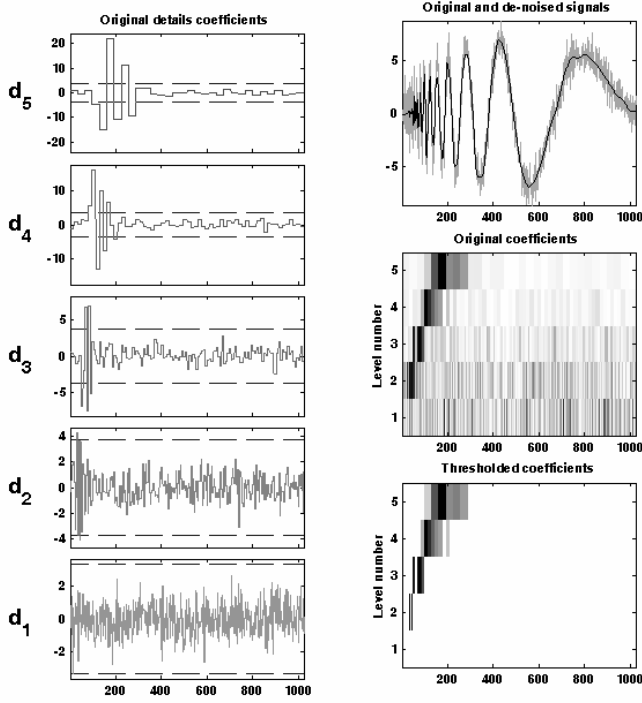 Original details coefficients
d5
20
10
0
-10
-20
d4
10
0
-10
d3
5
0
-5
d2
4
2
0
-2
-4
d1
2
0
-2
200 400 600 800 1000
Original and de-noised signals
5
0
-5
200 400 600 800 1000
Original coefficients
Level number
5
4
3
2
1
200 400 600 800 1000
Thresholded coefficients
Level number
5
4
3
2
1
200 400 600 800 1000